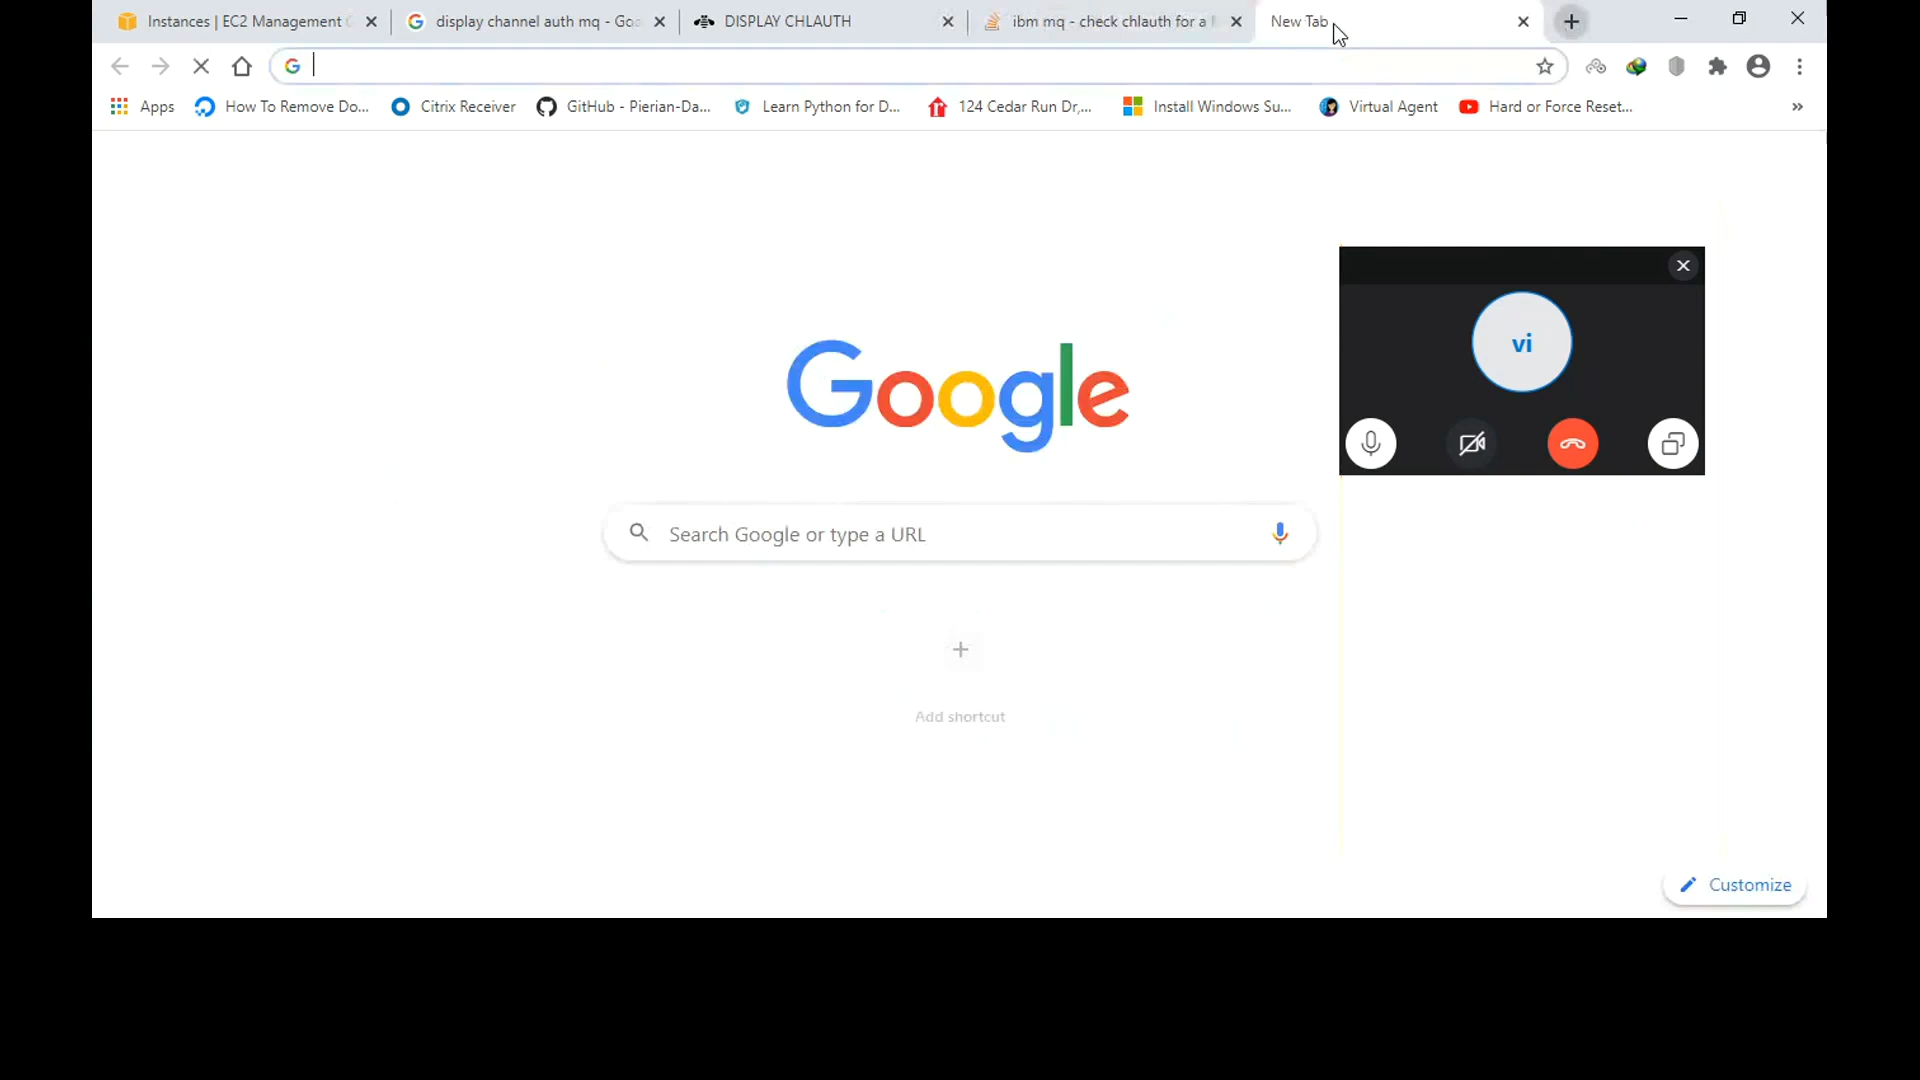 Instances | EC2 Management C
display channel auth mq - Goo
DISPLAY CHLAUTH
ibm mq - check chlauth for a
New Tab
Apps
How To Remove Do...
Citrix Receiver
GitHub - Pierian-Da...
Learn Python for D...
124 Cedar Run Dr,...
Install Windows Su...
Virtual Agent
Hard or Force Reset...
vi
Google
Search Google or type a URL
Add shortcut
Customize